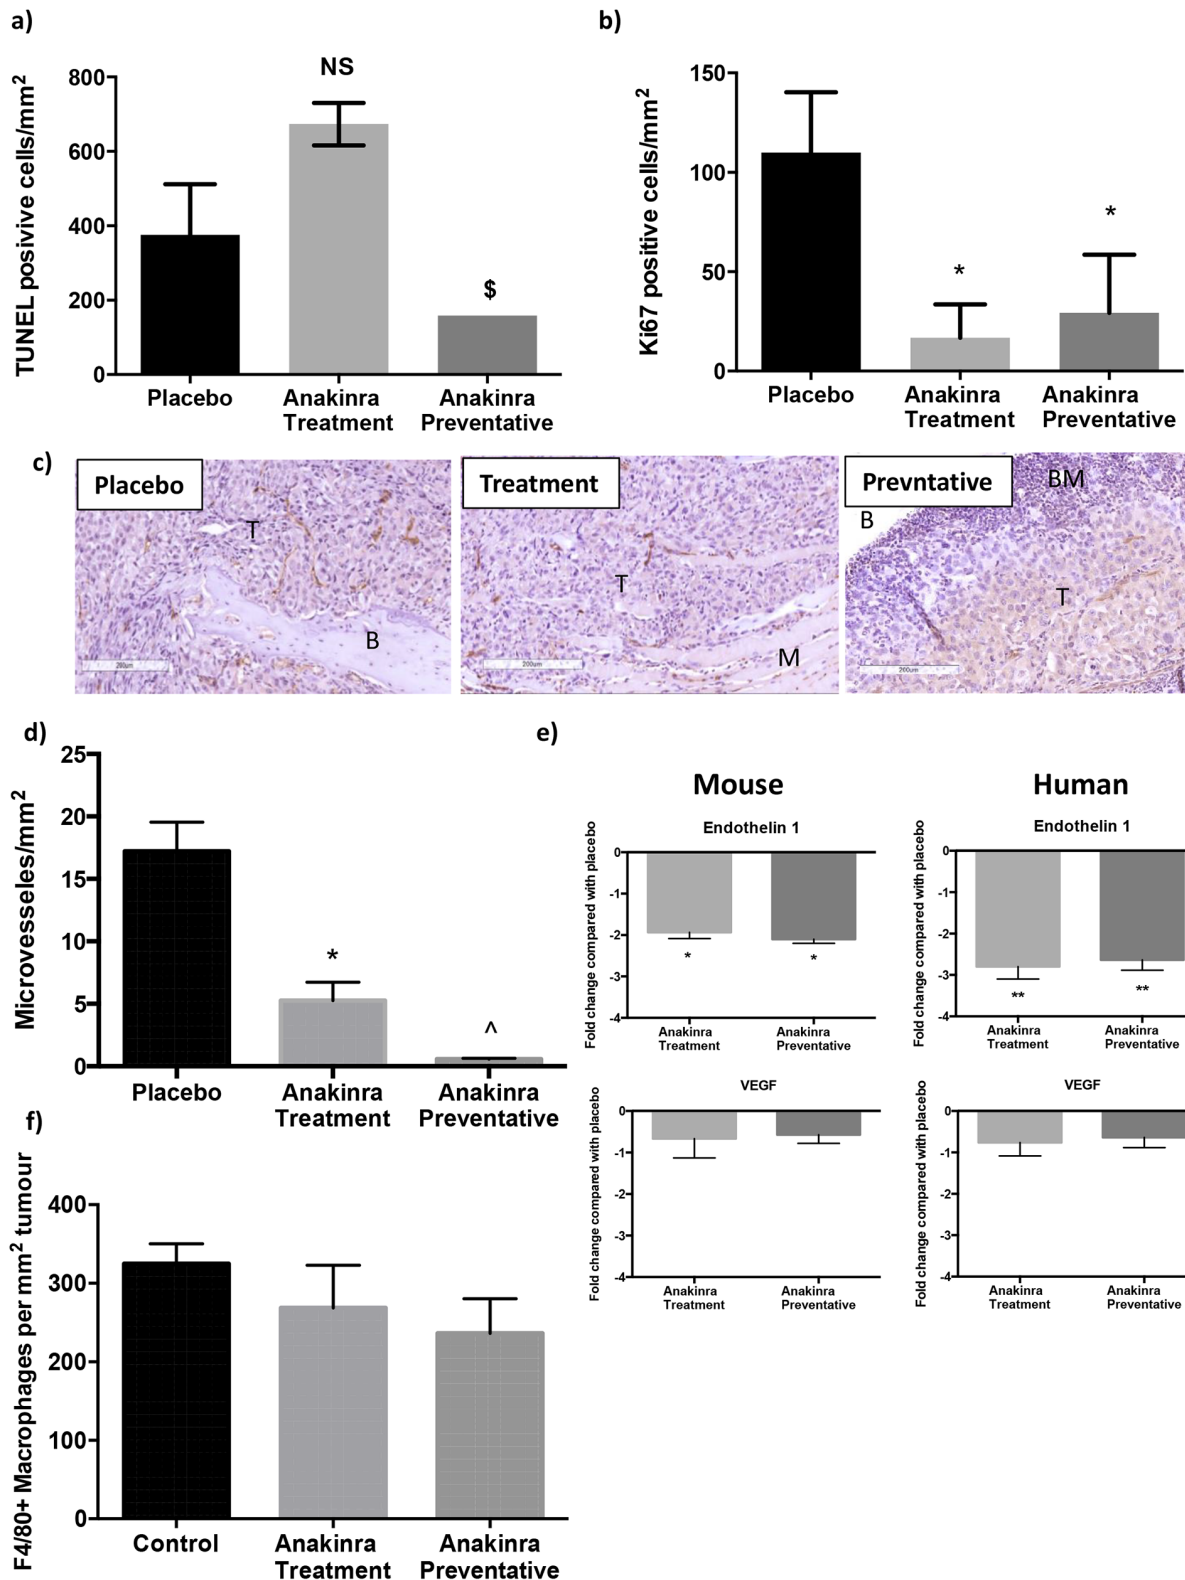 a)
TUNEL posivive cells/mm2
800
600
400
200
0
NS
$
Placebo
Anakinra
Treatment
Anakinra
Preventative
b)
Ki67 positive cells/mm2
150
100
50
0
*
*
Placebo
Anakinra
Treatment
Anakinra
Preventative
c)
Placebo
T
B
200um
Treatment
T
M
200um
Prevntative
BM
B
T
200um
d)
Microvesseles/mm2
25
20
15
10
5
0
*
^
Placebo
Anakinra
Treatment
Anakinra
Preventative
e)
Mouse
Human
Endothelin 1
Fold change compared with placebo
0
-1
-2
-3
-4
*
*
Anakinra
Treatment
Anakinra
Preventative
Endothelin 1
Fold change compared with placebo
0
-1
-2
-3
-4
**
**
Anakinra
Treatment
Anakinra
Preventative
VEGF
Fold change compared with placebo
0
-1
-2
-3
-4
Anakinra
Treatment
Anakinra
Preventative
VEGF
Fold change compared with placebo
0
-1
-2
-3
-4
Anakinra
Treatment
Anakinra
Preventative
f)
F4/80+ Macrophages per mm2 tumour
400
300
200
100
0
Control
Anakinra
Treatment
Anakinra
Preventative